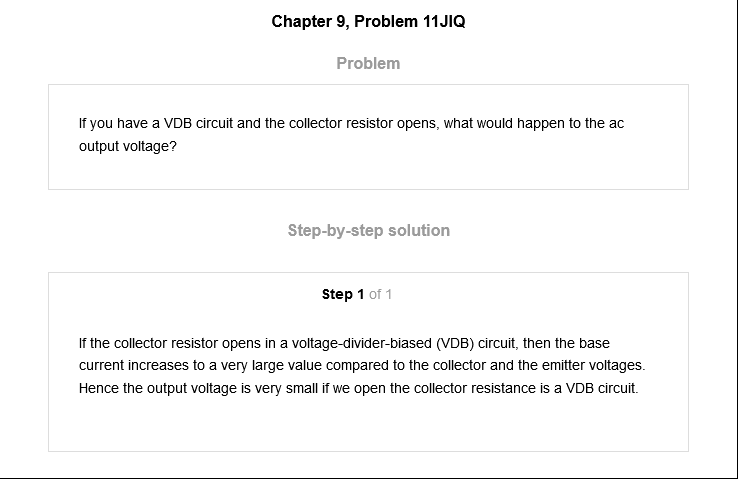 Chapter 9, Problem 11JIQ
Problem
If you have a VDB circuit and the collector resistor opens, what would happen to the ac
output voltage?
Step-by-step solution
Step 1 of 1
If the collector resistor opens in a voltage-divider-biased (VDB) circuit, then the base
current increases to a very large value compared to the collector and the emitter voltages.
Hence the output voltage is very small if we open the collector resistance is a VDB circuit.